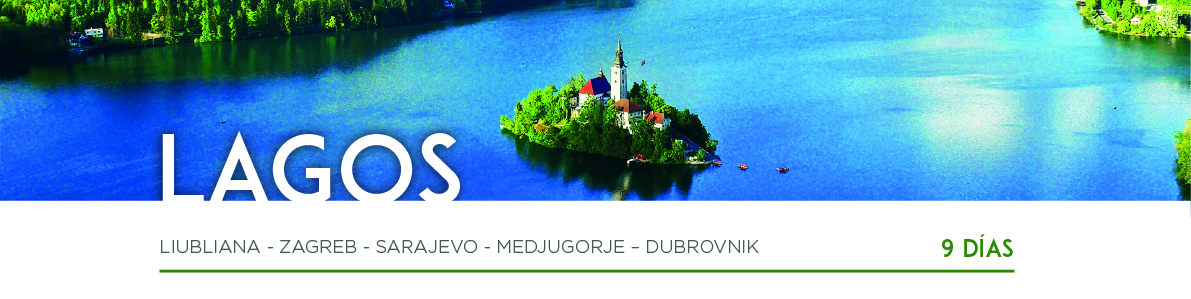 LAGOS
LIUBLIANA - ZAGREB - SARAJEVO - MEDJUGORJE – DUBROVNIK
9 DÍAS